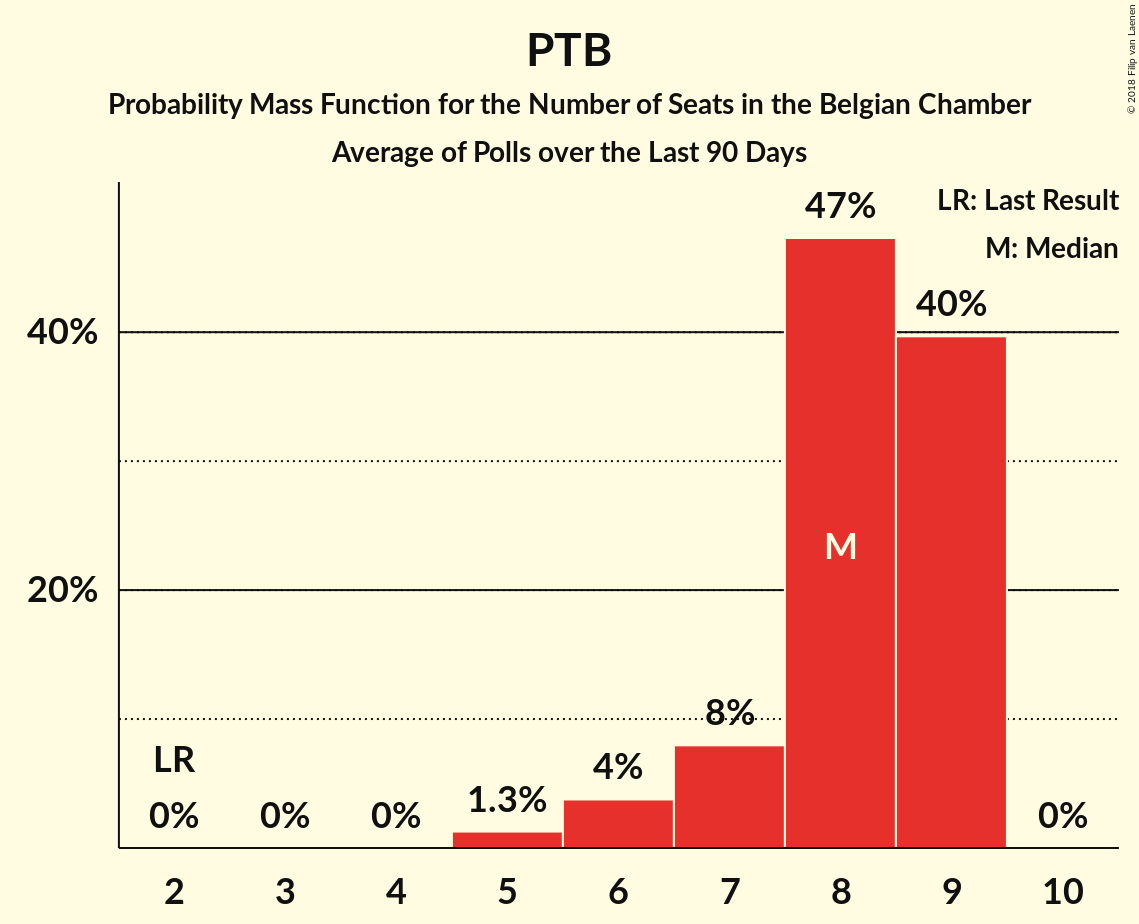 PTB
Probability Mass Function for the Number of Seats in the Belgian Chamber
Average of Polls over the Last 90 Days
© 2018 Filip van Laenen
LR: Last Result
M: Median
47%
40%
40%
M
20%
8%
LR
4%
1.3%
0%
0%
0%
0%
2 3 4 5 6 7 8 9 10